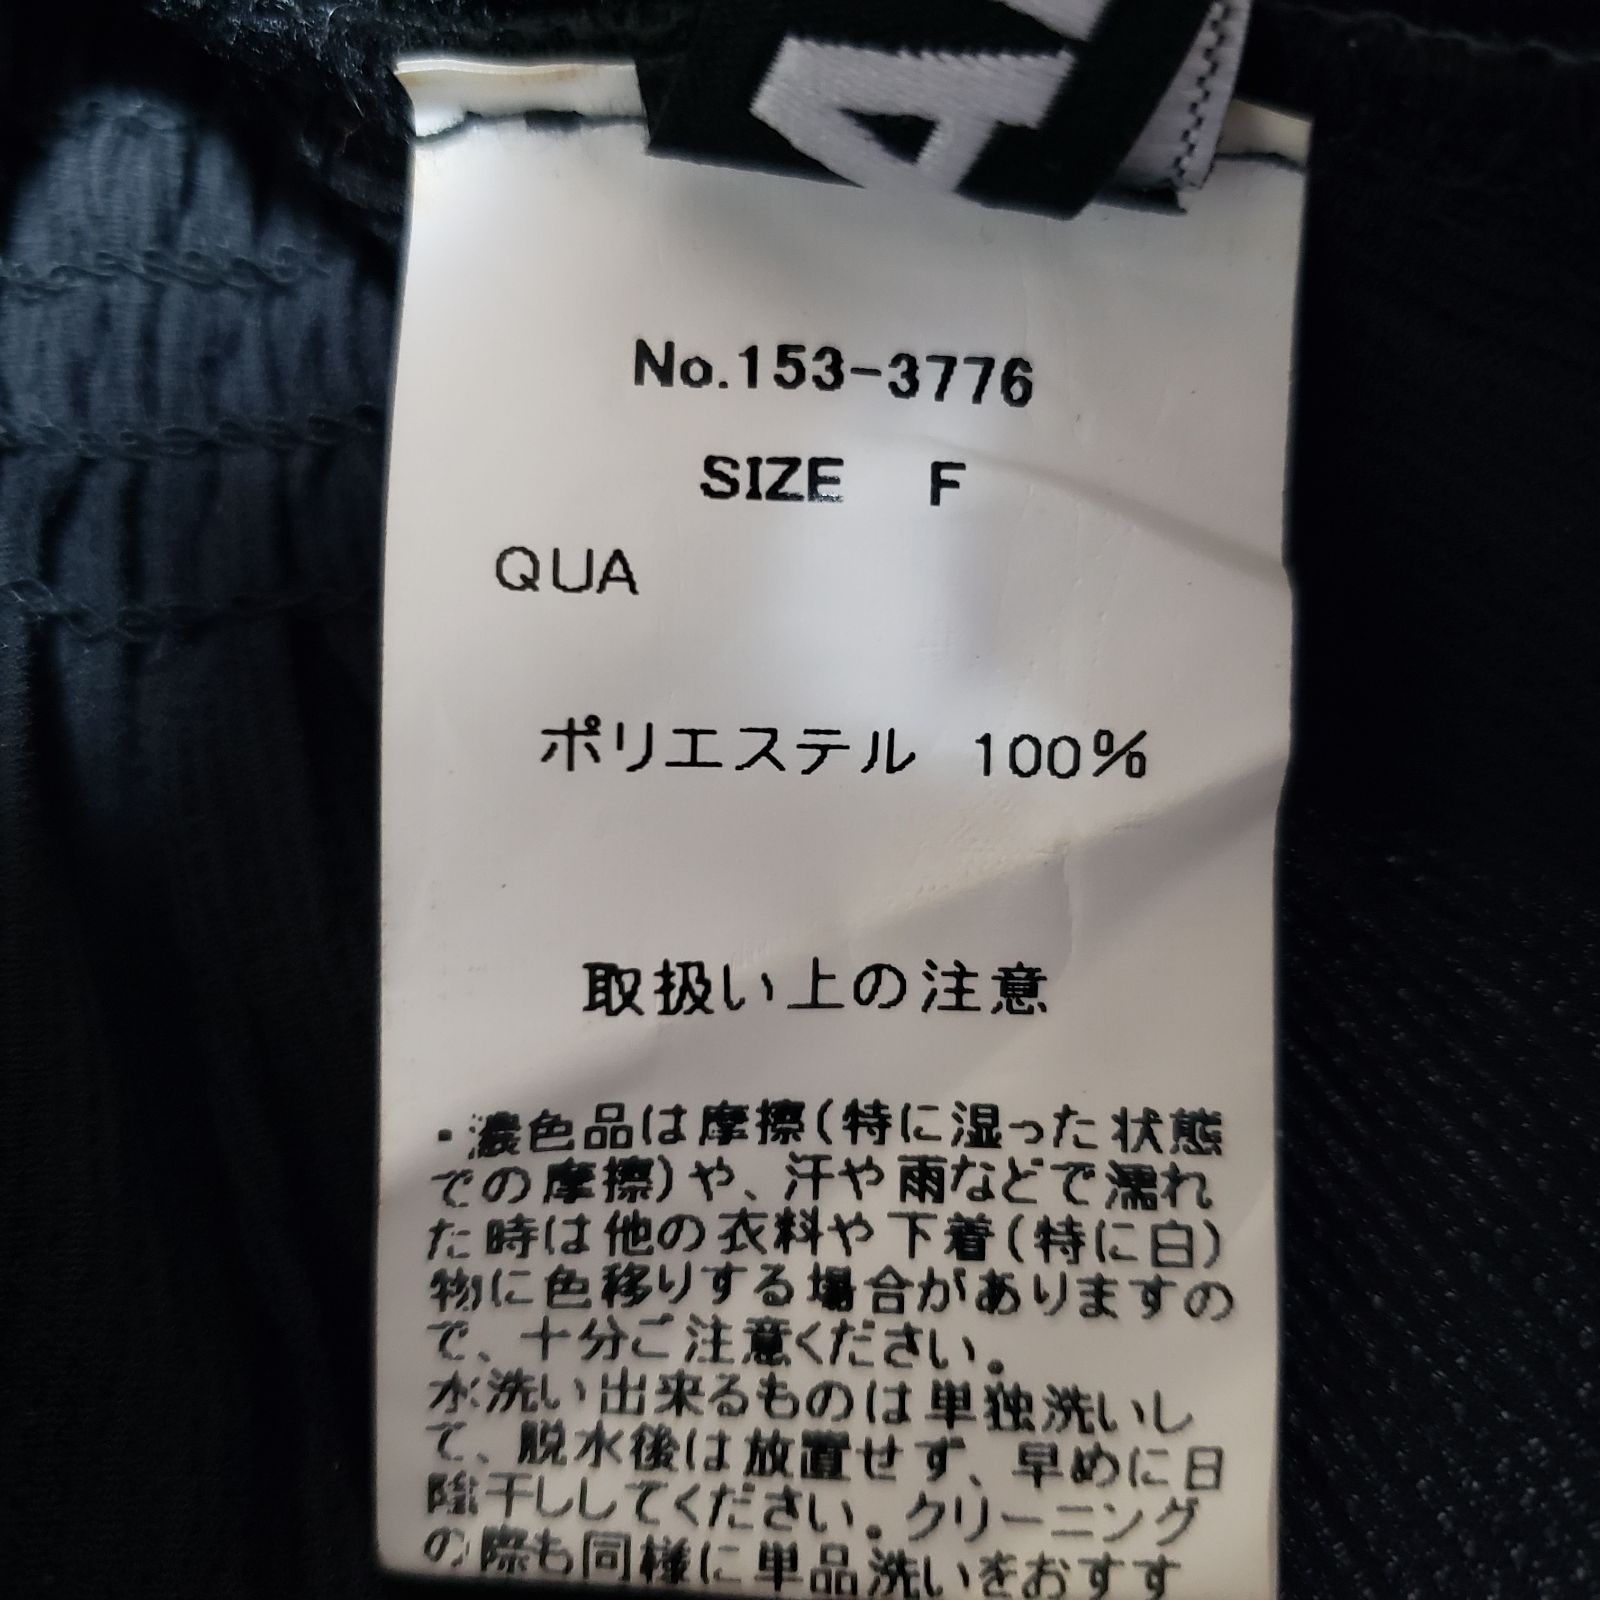 A
No.153-3776
SIZE F
QUA
ポリエステル 100%
取扱い上の注意
・濃色品は摩擦(特に湿った状態
での摩擦)や、汗や雨などで濡れ
た時は他の衣料や下着(特に白)
物に色移りする場合がありますの
で、十分ご注意ください。
水洗い出来るものは単独洗いし
て、脱水後は放置せず、早めに日
陰干ししてください。クリーニング
の際も同様に単品洗いをおすす